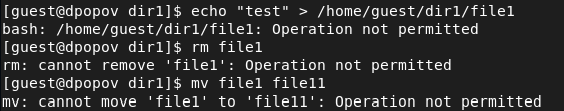 [guest@dpopov dir1]$ echo "test" > /home/guest/dir1/file1
bash: /home/guest/dir1/file1: Operation not permitted
[guest@dpopov dir1]$ rm file1
rm: cannot remove 'file1': Operation not permitted
[guest@dpopov dir1]$ mv file1 file11
mv: cannot move 'file1' to 'file11': Operation not permitted